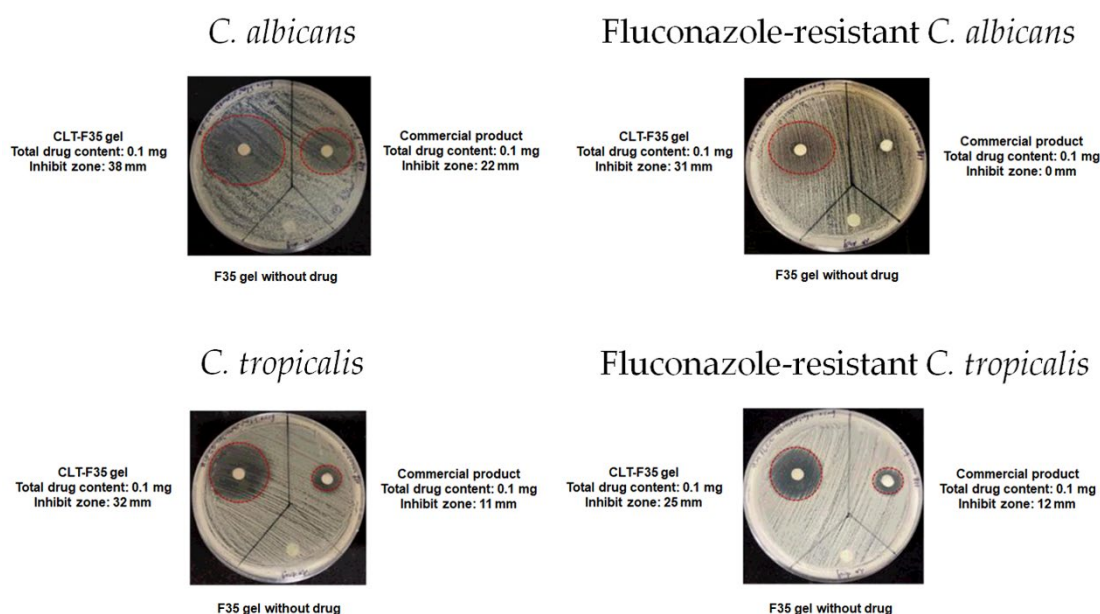 C. albicans
CLT-F35 gel
Total drug content: 0.1 mg
Inhibit zone: 38 mm
Commercial product
Total drug content: 0.1 mg
Inhibit zone: 22 mm
F35 gel without drug
Fluconazole-resistant C. albicans
CLT-F35 gel
Total drug content: 0.1 mg
Inhibit zone: 31 mm
Commercial product
Total drug content: 0.1 mg
Inhibit zone: 0 mm
F35 gel without drug
C. tropicalis
CLT-F35 gel
Total drug content: 0.1 mg
Inhibit zone: 32 mm
Commercial product
Total drug content: 0.1 mg
Inhibit zone: 11 mm
F35 gel without drug
Fluconazole-resistant C. tropicalis
CLT-F35 gel
Total drug content: 0.1 mg
Inhibit zone: 25 mm
Commercial product
Total drug content: 0.1 mg
Inhibit zone: 12 mm
F35 gel without drug